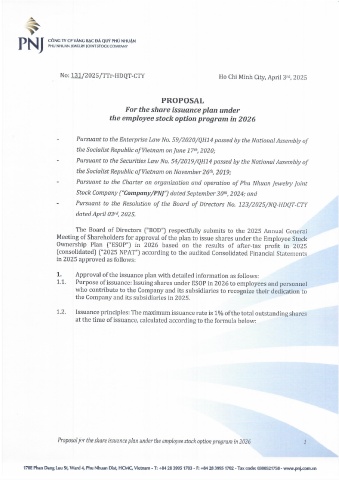 PNJ
CÔNG TY CP VÀNG BẠC ĐÁ QUÝ PHÚ NHUẬN
PHU NHUAN JEWELRY JOINT STOCK COMPANY
No: 131/2025/TTr-HĐQT-CTY Ho Chi Minh City, April 3rd, 2025
PROPOSAL
For the share issuance plan under
the employee stock option program in 2026
- Pursuant to the Enterprise Law No. 59/2020/QH14 passed by the National Assembly of
the Socialist Republic of Vietnam on June 17th, 2020;
- Pursuant to the Securities Law No. 54/2019/QH14 passed by the National Assembly of
the Socialist Republic of Vietnam on November 26th, 2019;
- Pursuant to the Charter on organization and operation of Phu Nhuan Jewelry Joint
Stock Company ("Company/PNJ") dated September 30th, 2024; and
- Pursuant to the Resolution of the Board of Directors No. 123/2025/NQ-HĐQT-CTY
dated April 03rd, 2025.
The Board of Directors ("BOD") respectfully submits to the 2025 Annual General
Meeting of Shareholders for approval of the plan to issue shares under the Employee Stock
Ownership Plan ("ESOP") in 2026 based on the results of after-tax profit in 2025
(consolidated) ("2025 NPAT") according to the audited Consolidated Financial Statements
in 2025 approved as follows:
1. Approval of the issuance plan with detailed information as follows:
1.1. Purpose of issuance: Issuing shares under ESOP in 2026 to employees and personnel
who contribute to the Company and its subsidiaries to recognize their dedication to
the Company and its subsidiaries in 2025.
1.2. Issuance principles: The maximum issuance rate is 1% of the total outstanding shares
at the time of issuance, calculated according to the formula below:
Proposal for the share issuance plan under the employee stock option program in 2026 1
170E Phan Dang Luu St, Ward 4, Phu Nhuan Dist, HCMC, Vietnam - T: +84 28 3995 1703 - F: +84 28 3995 1702 - Tax code: 0300521758 - www.pnj.com.vn